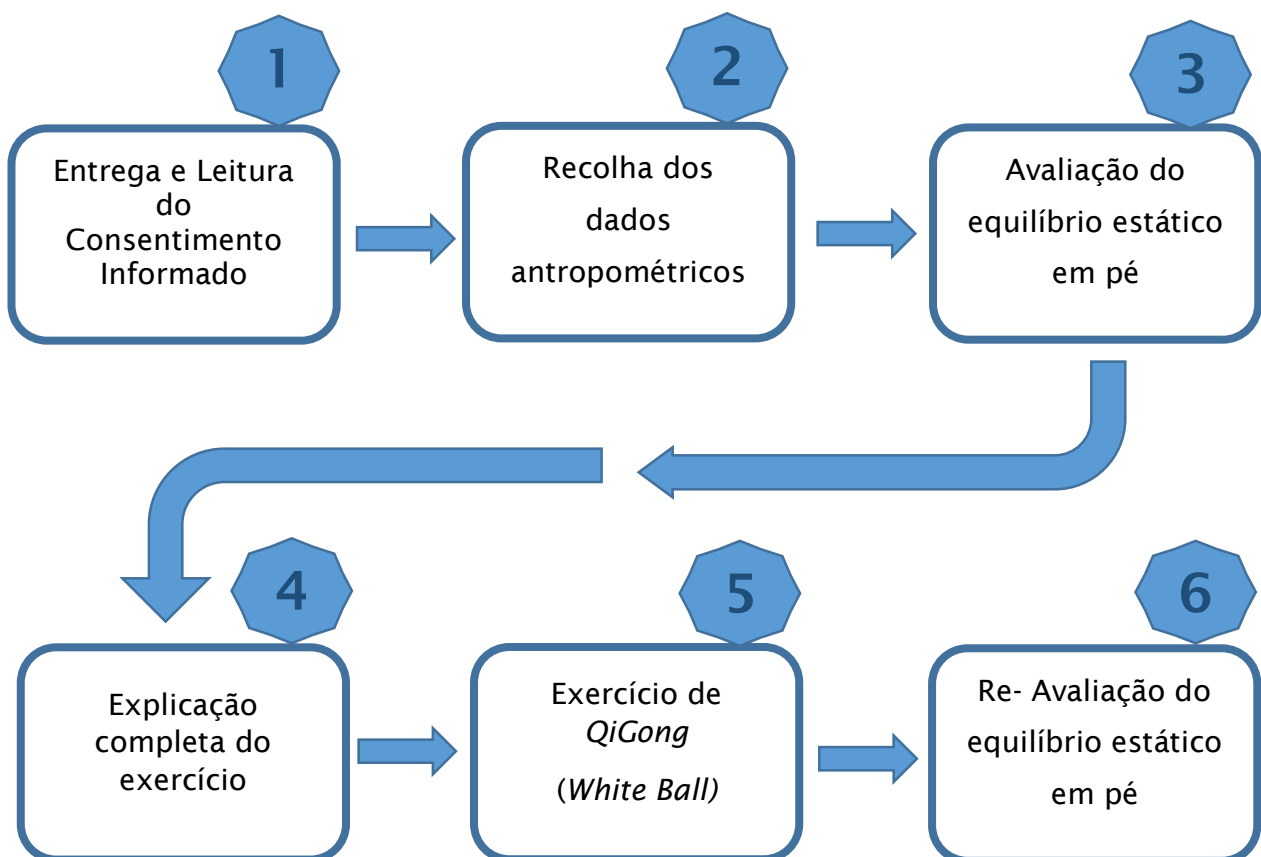 1
Entrega e Leitura
do
Consentimento
Informado
2
Recolha dos
dados
antropométricos
3
Avaliação do
equilíbrio estático
em pé
4
Explicação
completa do
exercício
5
Exercício de
QiGong
(White Ball)
6
Re- Avaliação do
equilíbrio estático
em pé